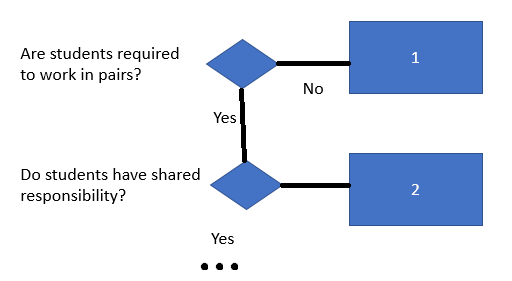 Are students required
to work in pairs?
1
No
Yes
Do students have shared
responsibility?
2
Yes